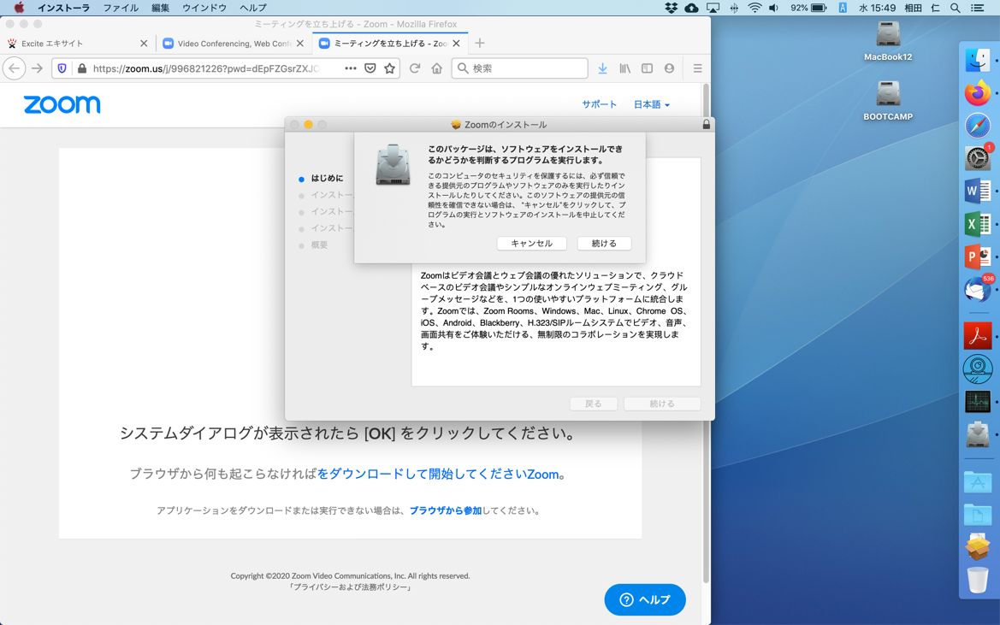 インストーラ ファイル 編集 ウインドウ ヘルプ
92% A 水 15:49 相田 仁
ミーティングを立ち上げる - Zoom - Mozilla Firefox
Excite エキサイト
Video Conferencing, Web Conf
ミーティングを立ち上げる - Zoo
https://zoom.us/j/996821226?pwd=dEpFZGsrZXJ
検索
zoom
サポート 日本語
Zoomのインストール
はじめに
インストー
インストー
インストー
概要
このパッケージは、ソフトウェアをインストールでき
るかどうかを判断するプログラムを実行します。
このコンピュータのセキュリティを保護するには、必ず信頼で
きる提供元のプログラムやソフトウェアのみを実行したりイン
ストールしたりしてください。このソフトウェアの提供元の信
頼性を確信できない場合は、“キャンセル”をクリックして、プ
ログラムの実行とソフトウェアのインストールを中止してくだ
さい。
キャンセル 続ける
Zoomはビデオ会議とウェブ会議の優れたソリューションで、クラウド
ベースのビデオ会議やシンプルなオンラインウェブミーティング、グル
ープメッセージなどを、1つの使いやすいプラットフォームに統合しま
す。Zoomでは、Zoom Rooms、Windows、Mac、Linux、Chrome OS、
iOS、Android、Blackberry、H.323/SIPルームシステムでビデオ、音声、
画面共有をご体験いただける、無制限のコラボレーションを実現しま
す。
戻る 続ける
システムダイアログが表示されたら [OK] をクリックしてください。
ブラウザから何も起こらなければをダウンロードして開始してくださいZoom。
アプリケーションをダウンロードまたは実行できない場合は、ブラウザから参加してください。
Copyright ©2020 Zoom Video Communications, Inc. All rights reserved.
「プライバシーおよび法務ポリシー」
ヘルプ
MacBook12
BOOTCAMP
1
W
X
P
536